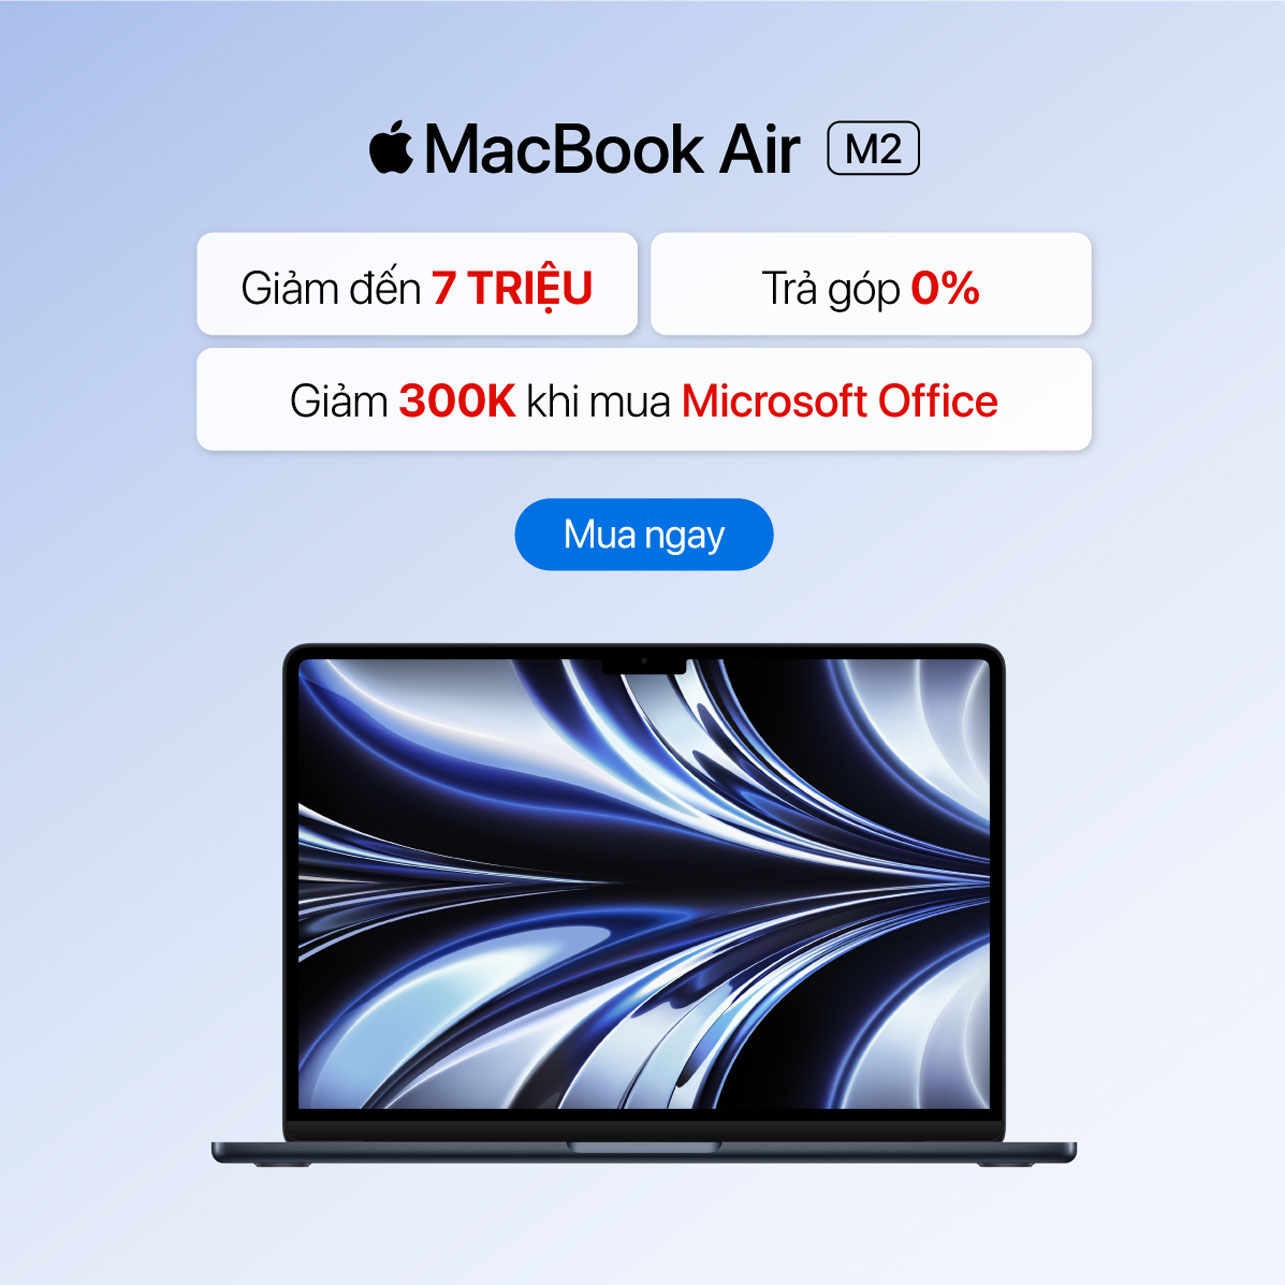 MacBook Air M2
Giảm đến 7 TRIỆU
Trả góp 0%
Giảm 300K khi mua Microsoft Office
Mua ngay